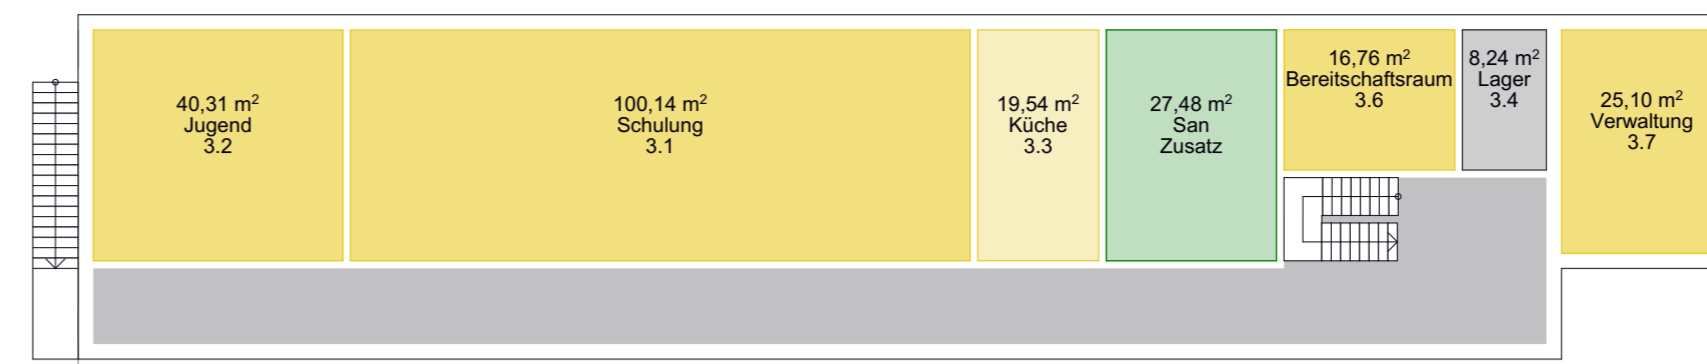 40,31 m²
Jugend
3.2
100,14 m²
Schulung
3.1
19,54 m²
Küche
3.3
27,48 m²
San
Zusatz
16,76 m²
Bereitschaftsraum
3.6
8,24 m²
Lager
3.4
25,10 m²
Verwaltung
3.7